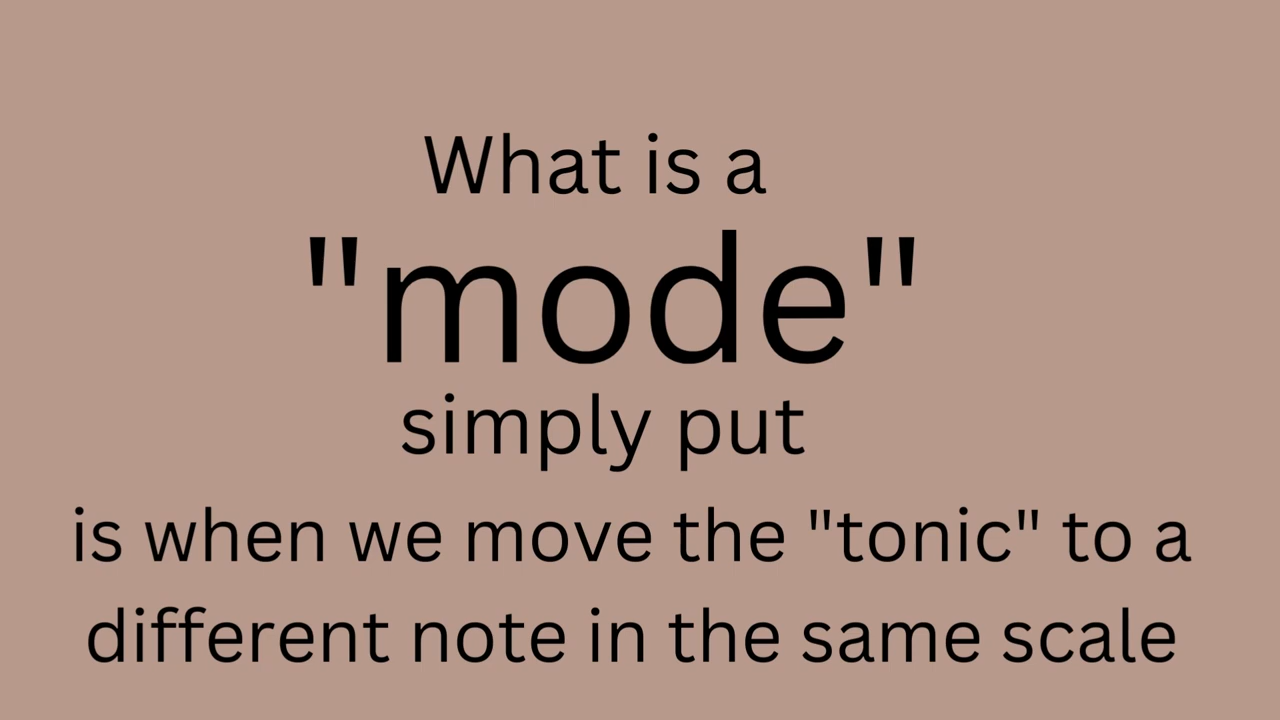 What is a
"mode"
simply put
is when we move the "tonic" to a
different note in the same scale